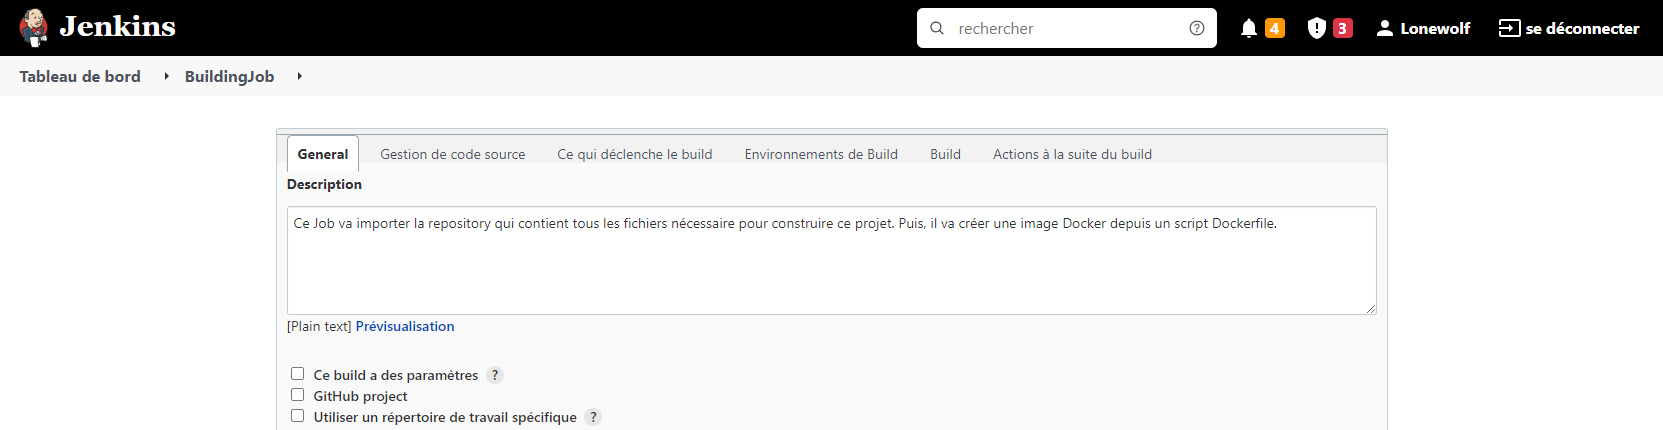 Jenkins
rechercher
4
3
Lonewolf
se déconnecter
Tableau de bord
BuildingJob
General
Gestion de code source
Ce qui déclenche le build
Environnements de Build
Build
Actions à la suite du build
Description
Ce Job va importer la repository qui contient tous les fichiers nécessaire pour construire ce projet. Puis, il va créer une image Docker depuis un script Dockerfile.
[Plain text] Prévisualisation
Ce build a des paramètres ?
GitHub project
Utiliser un répertoire de travail spécifique ?